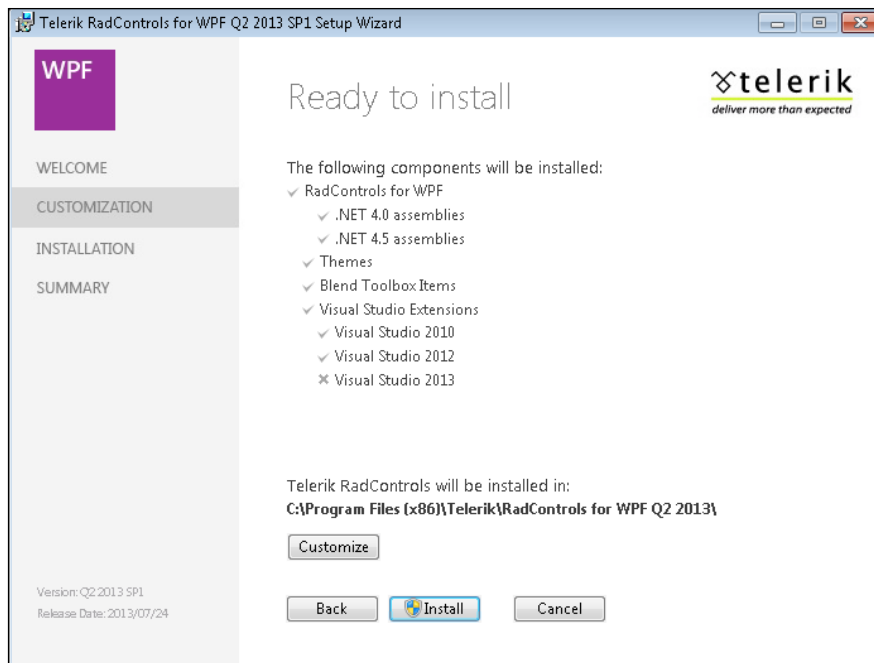 Telerik RadControls for WPF Q2 2013 SP1 Setup Wizard
WPF
WELCOME
CUSTOMIZATION
INSTALLATION
SUMMARY
Version: Q2 2013 SP1
Release Date: 2013/07/24
Ready to install
telerik
deliver more than expected
The following components will be installed:
RadControls for WPF
.NET 4.0 assemblies
.NET 4.5 assemblies
Themes
Blend Toolbox Items
Visual Studio Extensions
Visual Studio 2010
Visual Studio 2012
Visual Studio 2013
Telerik RadControls will be installed in:
C:\Program Files (x86)\Telerik\RadControls for WPF Q2 2013\
Customize
Back
Install
Cancel